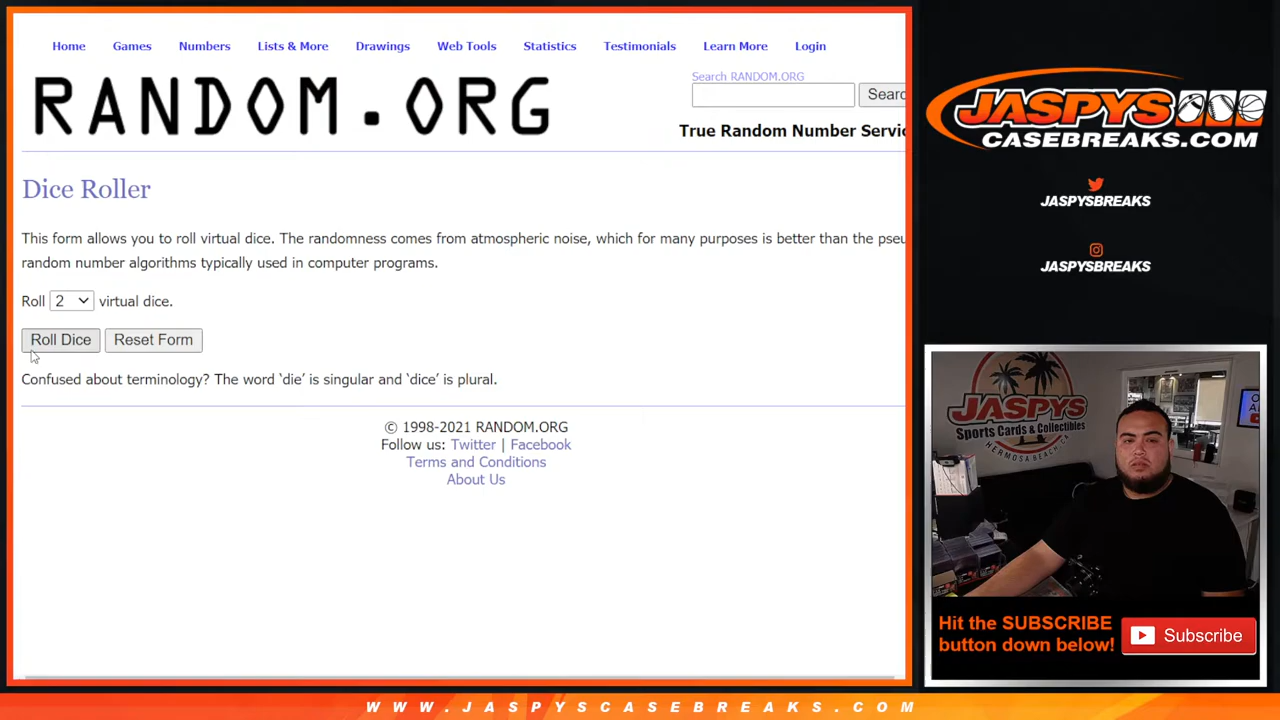 Home Games Numbers Lists & More Drawings Web Tools Statistics Testimonials Learn More Login
RANDOM.ORG
Search RANDOM.ORG
Searc
True Random Number Servic
Dice Roller
This form allows you to roll virtual dice. The randomness comes from atmospheric noise, which for many purposes is better than the pseu
random number algorithms typically used in computer programs.
Roll 2 virtual dice.
Roll Dice Reset Form
Confused about terminology? The word ‘die’ is singular and ‘dice’ is plural.
© 1998-2021 RANDOM.ORG
Follow us: Twitter | Facebook
Terms and Conditions
About Us
JASPYS
CASEBREAKS.COM
JASPYSBREAKS
JASPYSBREAKS
JASPYS
Sports Cards & Collectibles
HERMOSA BEACH, CA
Hit the SUBSCRIBE
button down below!
Subscribe
WWW.JASPYSCASEBREAKS.COM